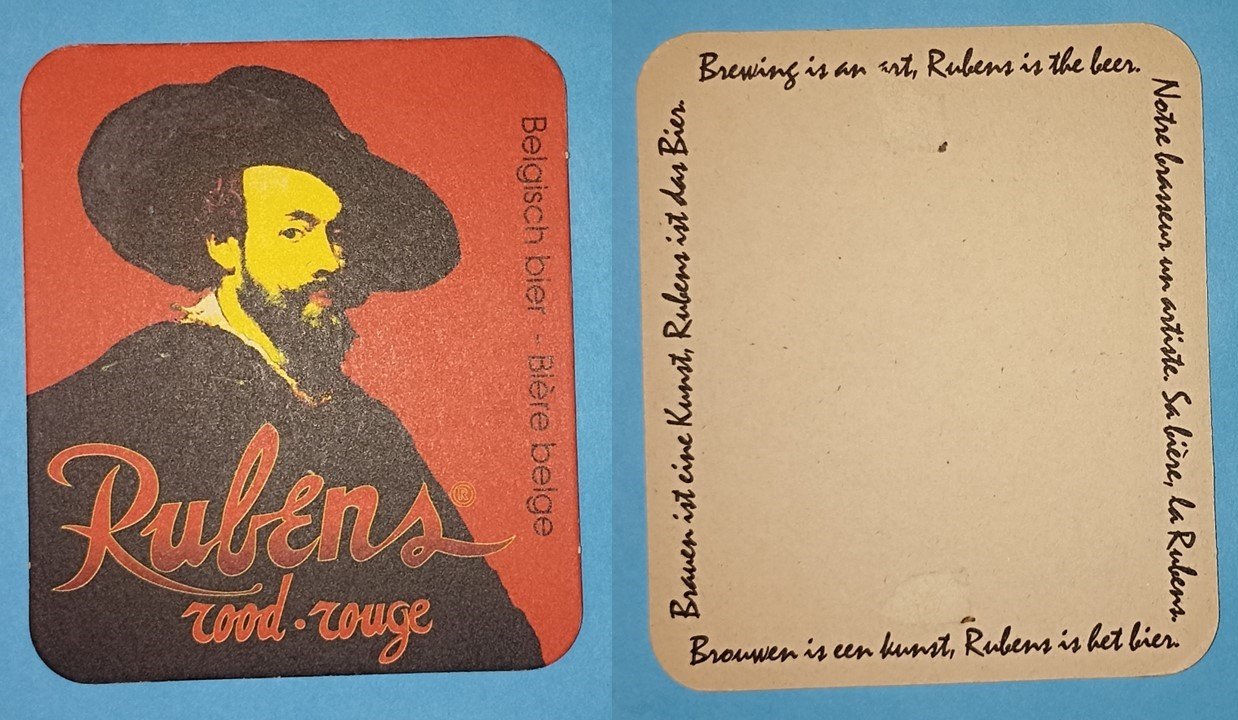 Belgisch bier - Bière belge
Rubens®
rood · rouge
Brewing is an art, Rubens is the beer.
Notre brasseur un artiste. Sa bière, la Rubens.
Brouwen is een kunst, Rubens is het bier.
Brauen ist eine Kunst, Rubens ist das Bier.